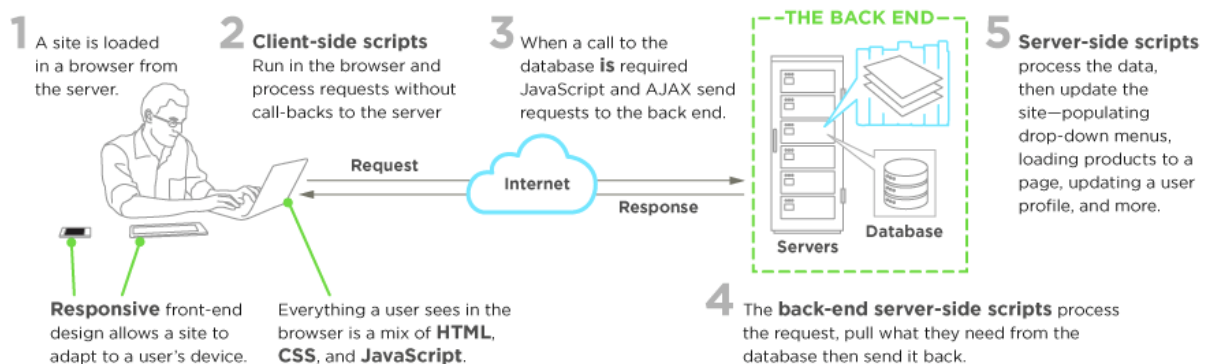 1 A site is loaded
in a browser from
the server.
2 Client-side scripts
Run in the browser and
process requests without
call-backs to the server
3 When a call to the
database is required
JavaScript and AJAX send
requests to the back end.
THE BACK END
5 Server-side scripts
process the data,
then update the
site—populating
drop-down menus,
loading products to a
page, updating a user
profile, and more.
Request
Internet
Response
Servers
Database
Responsive front-end
design allows a site to
adapt to a user's device.
Everything a user sees in the
browser is a mix of HTML,
CSS, and JavaScript.
4 The back-end server-side scripts process
the request, pull what they need from the
database then send it back.